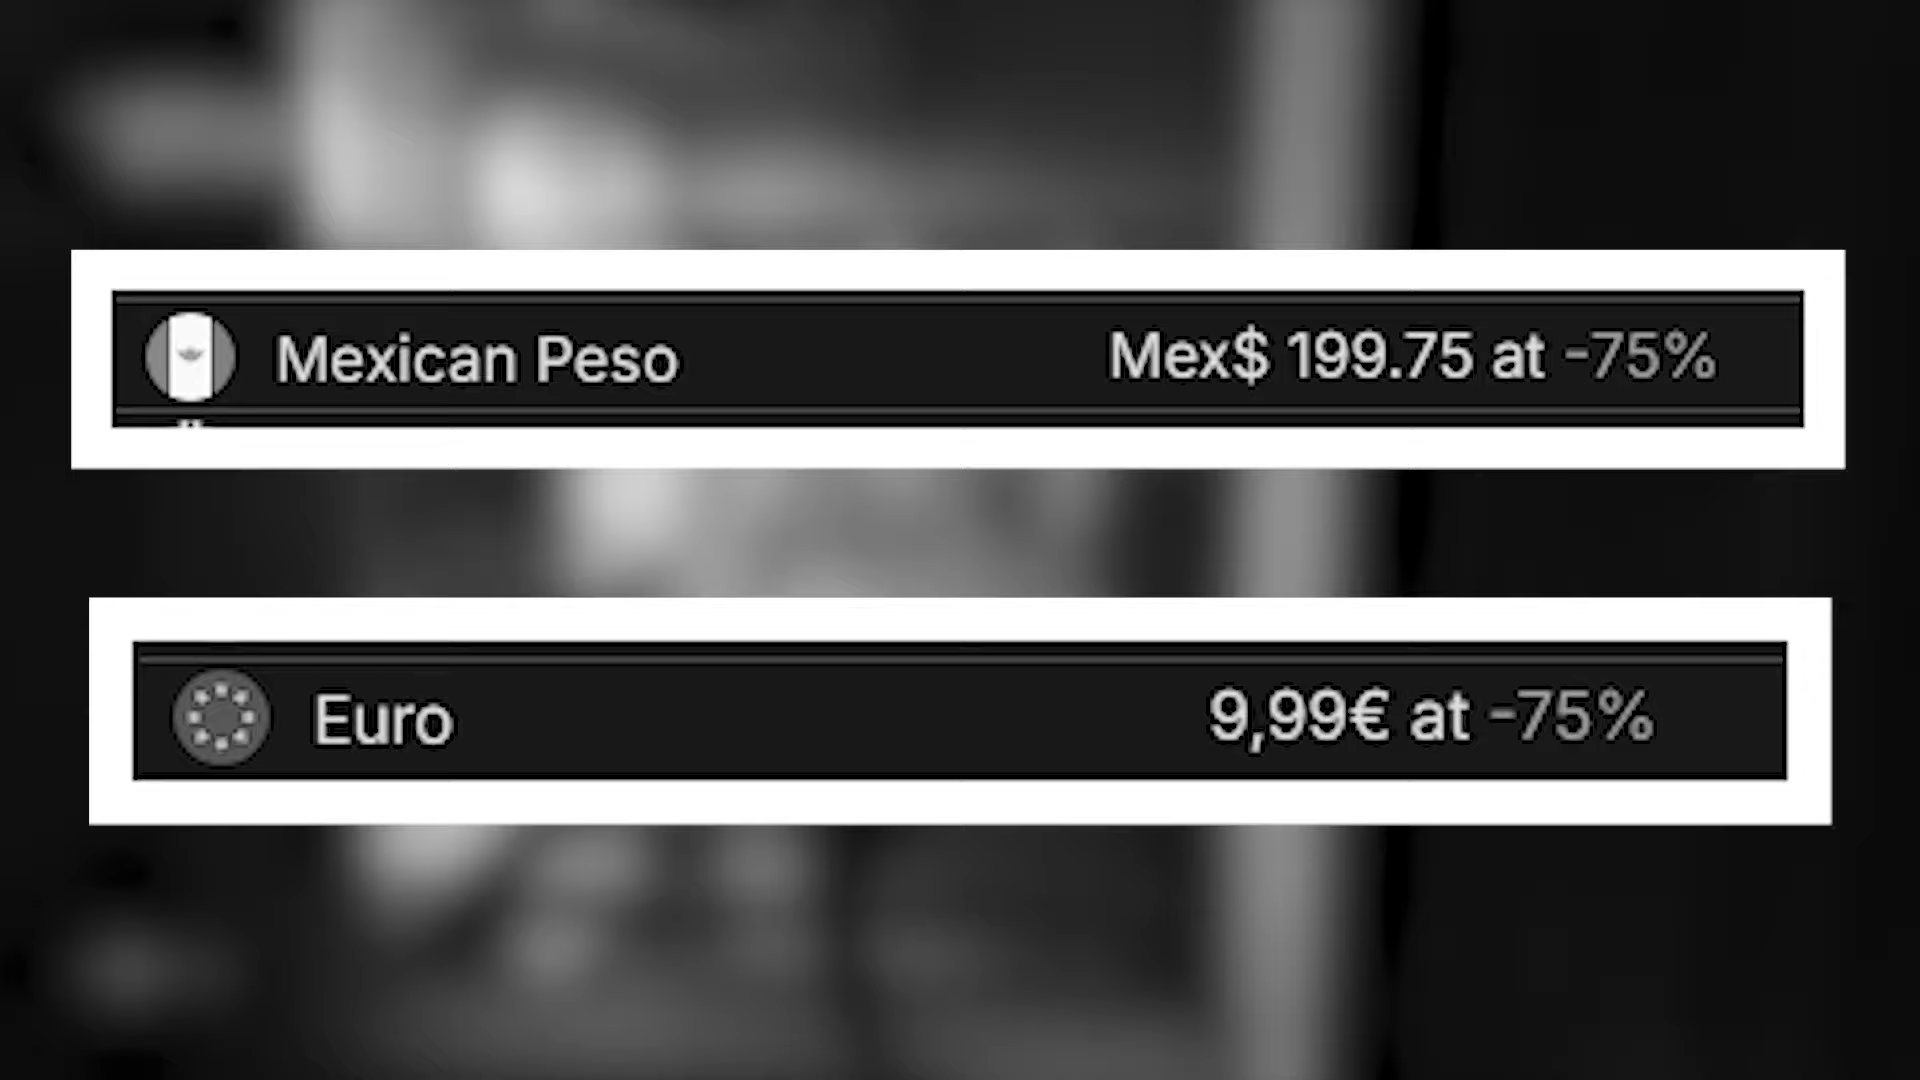 Mexican Peso Mex$ 199.75 at -75%
Euro 9,99€ at -75%